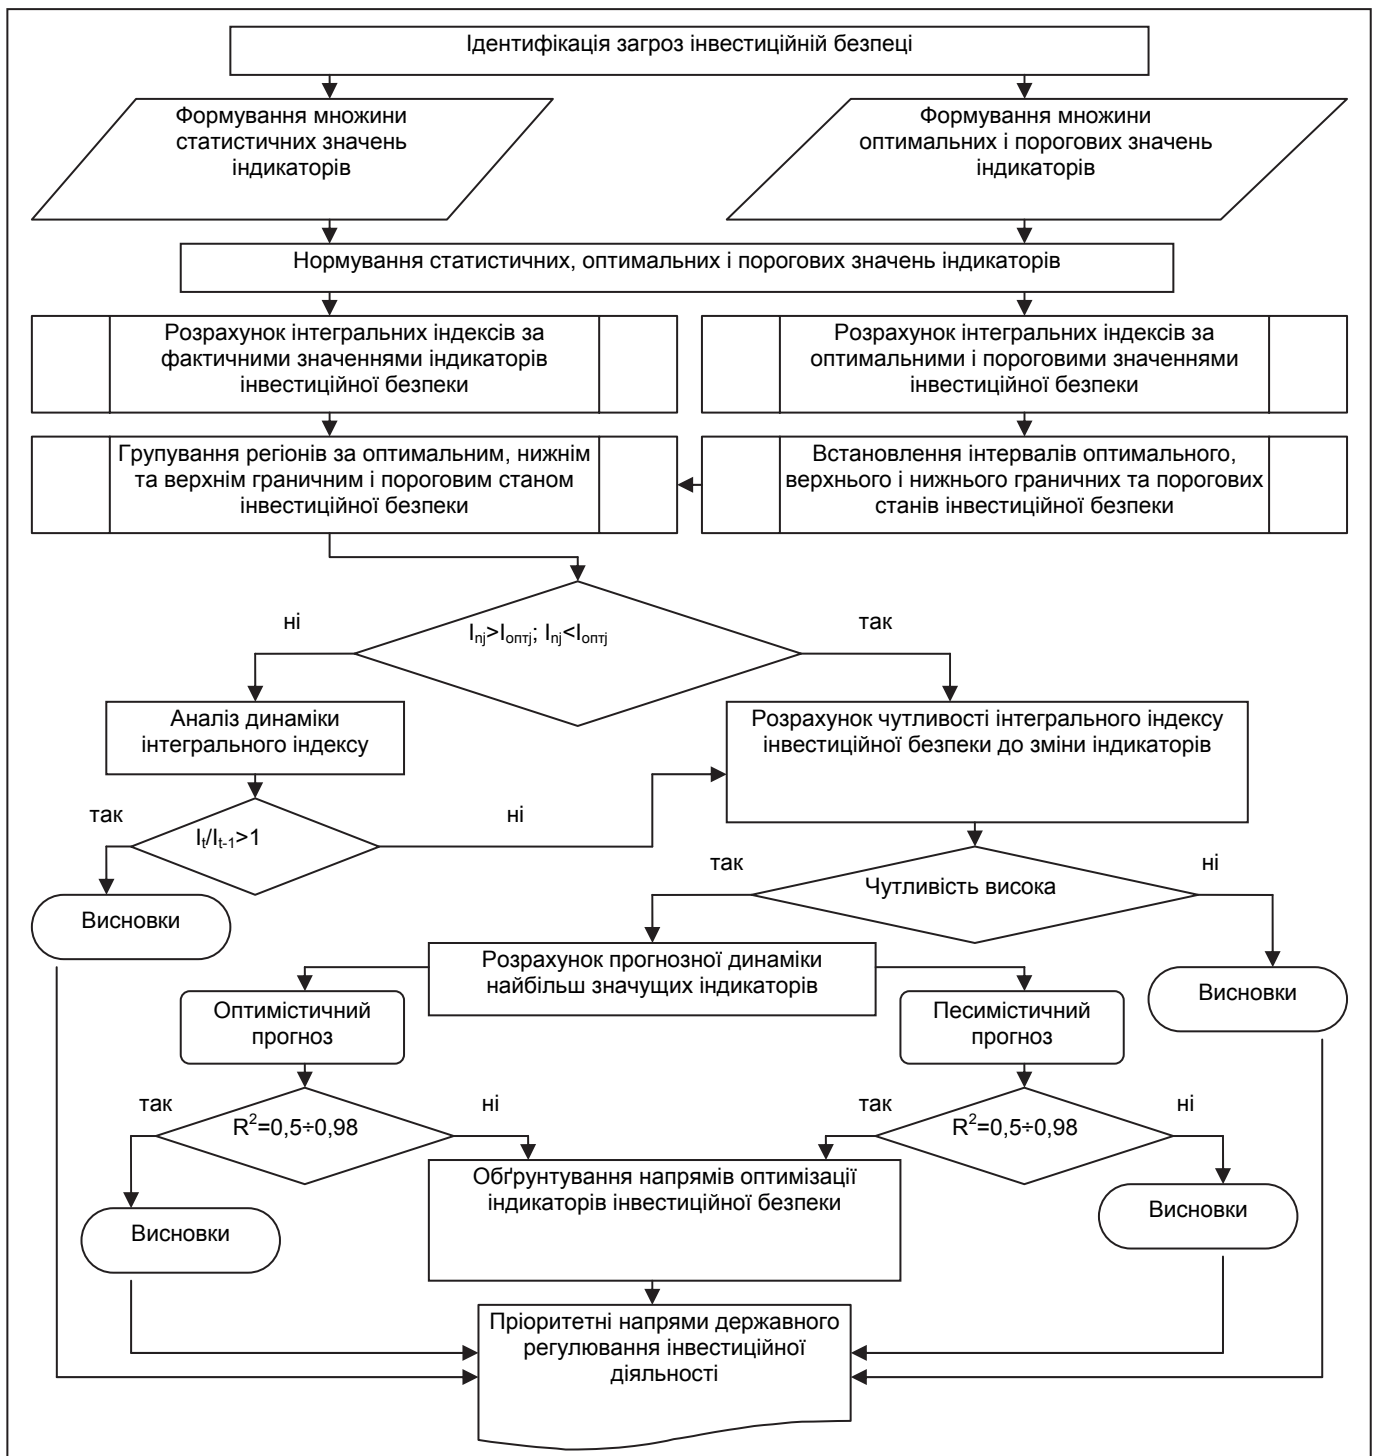 Ідентифікація загроз інвестиційній безпеці
Формування множини
статистичних значень
індикаторів
Формування множини
оптимальних і порогових значень
індикаторів
Нормування статистичних, оптимальних і порогових значень індикаторів
Розрахунок інтегральних індексів за
фактичними значеннями індикаторів
інвестиційної безпеки
Розрахунок інтегральних індексів за
оптимальними і пороговими значеннями
інвестиційної безпеки
Групування регіонів за оптимальним, нижнім
та верхнім граничним і пороговим станом
інвестиційної безпеки
Встановлення інтервалів оптимального,
верхнього і нижнього граничних та порогових
станів інвестиційної безпеки
ні
I_nj>I_оптj; I_nj<I_оптj
так
Аналіз динаміки
інтегрального індексу
Розрахунок чутливості інтегрального індексу
інвестиційної безпеки до зміни індикаторів
так
I_t/I_t-1>1
ні
так
Чутливість висока
ні
Висновки
Розрахунок прогнозної динаміки
найбільш значущих індикаторів
Висновки
Оптимістичний
прогноз
Песимістичний
прогноз
так
R²=0,5÷0,98
ні
так
R²=0,5÷0,98
ні
Обґрунтування напрямів оптимізації
індикаторів інвестиційної безпеки
Висновки
Висновки
Пріоритетні напрями державного
регулювання інвестиційної
діяльності